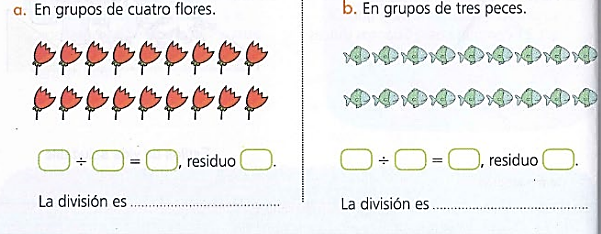 a. En grupos de cuatro flores.
÷ = , residuo .
La división es
b. En grupos de tres peces.
÷ = , residuo .
La división es